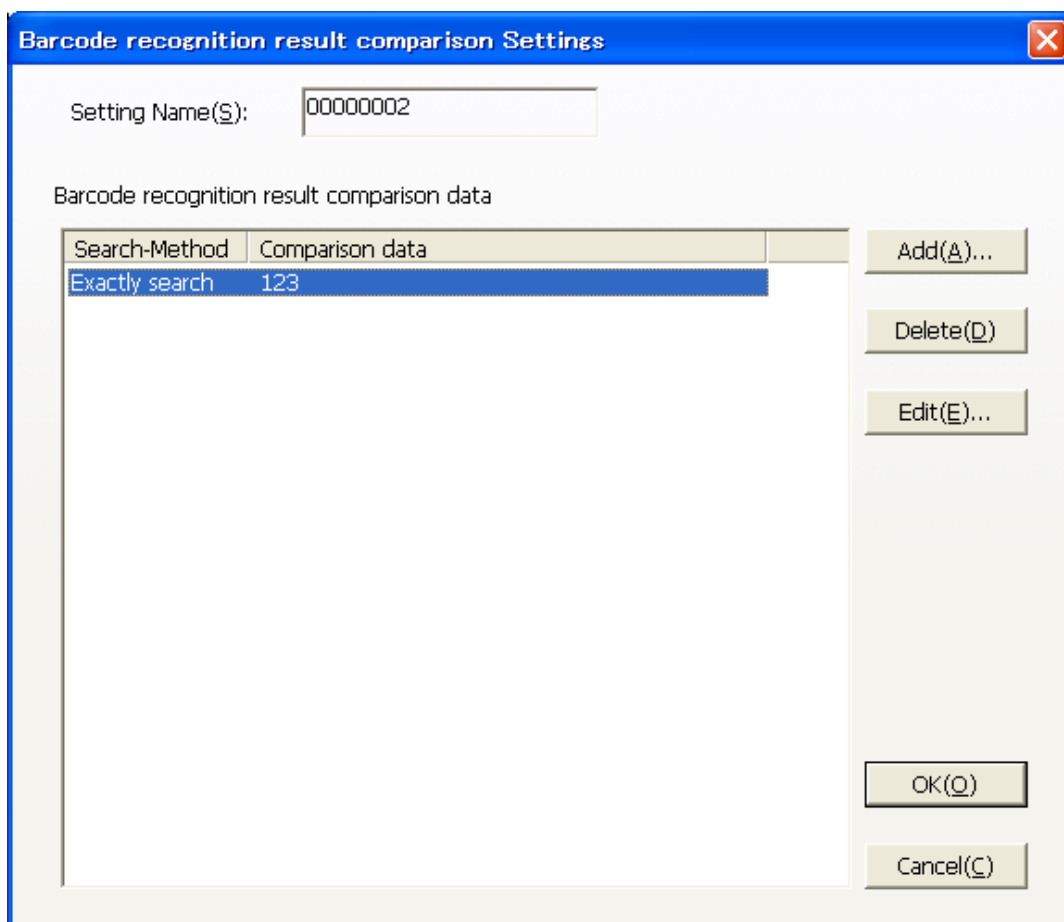 Barcode recognition result comparison Settings
Setting Name(S): 00000002
Barcode recognition result comparison data
Search-Method Comparison data
Exactly search 123
Add(A)...
Delete(D)
Edit(E)...
OK(O)
Cancel(C)